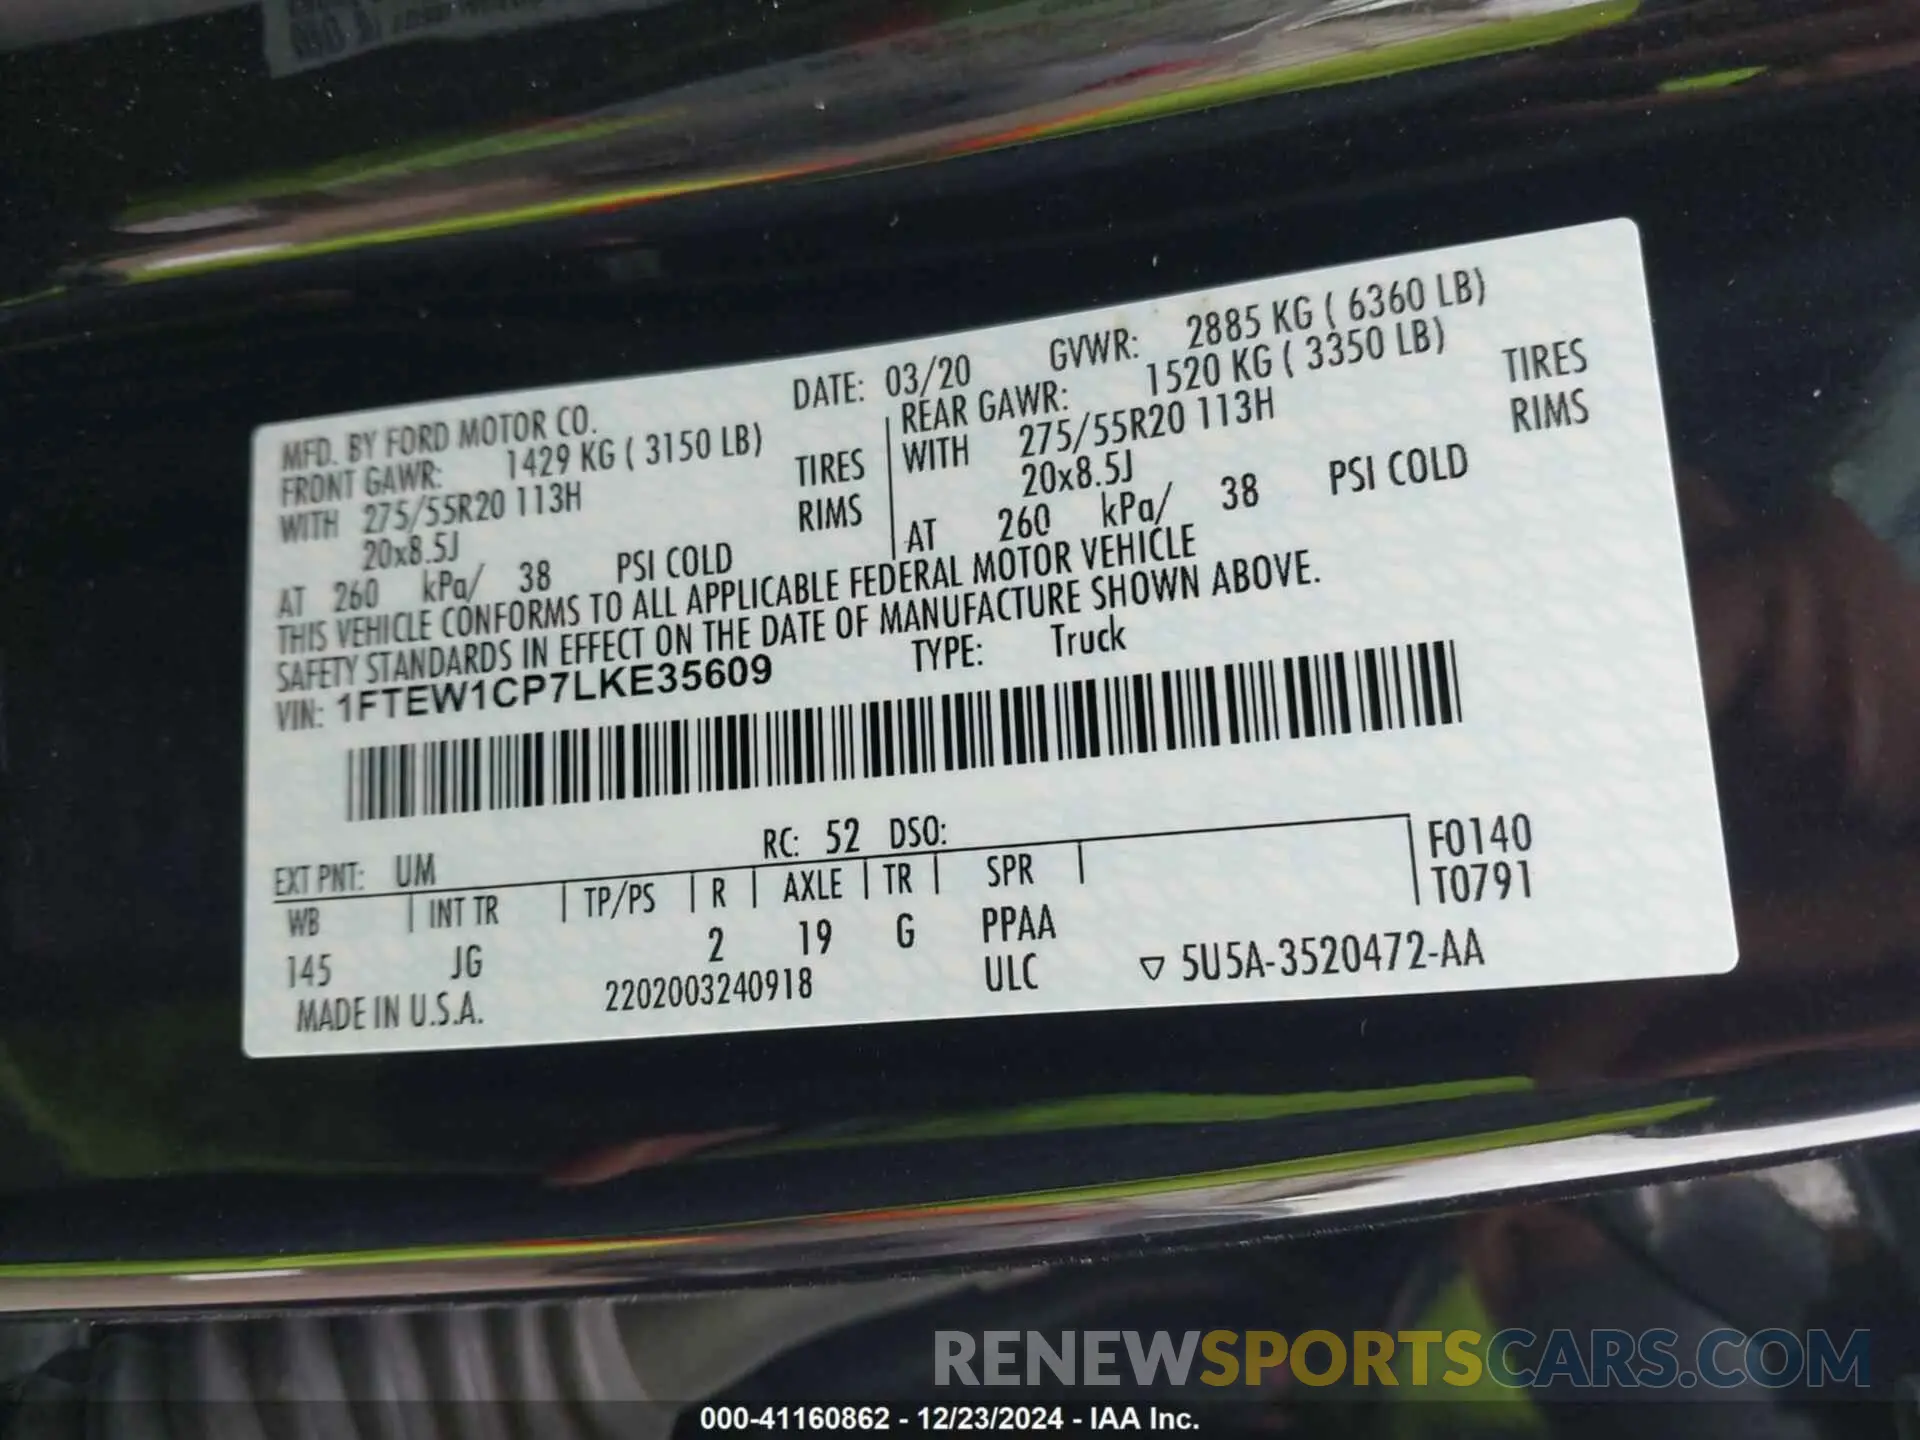 MFD. BY FORD MOTOR CO. DATE: 03/20 GVWR: 2885 KG ( 6360 LB)
FRONT GAWR: 1429 KG ( 3150 LB) REAR GAWR: 1520 KG ( 3350 LB)
WITH 275/55R20 113H TIRES WITH 275/55R20 113H TIRES
20x8.5J RIMS 20x8.5J RIMS
AT 260 kPa/ 38 PSI COLD AT 260 kPa/ 38 PSI COLD
THIS VEHICLE CONFORMS TO ALL APPLICABLE FEDERAL MOTOR VEHICLE
SAFETY STANDARDS IN EFFECT ON THE DATE OF MANUFACTURE SHOWN ABOVE.
VIN: 1FTEW1CP7LKE35609 TYPE: Truck
EXT PNT: UM RC: 52 DSO: F0140
WB INT TR TP/PS R AXLE TR SPR T0791
145 JG 2 19 G PPAA
MADE IN U.S.A. 2202003240918 ULC ▽ 5U5A-3520472-AA
RENEWSPORTSCARS.COM
000-41160862 - 12/23/2024 - IAA Inc.